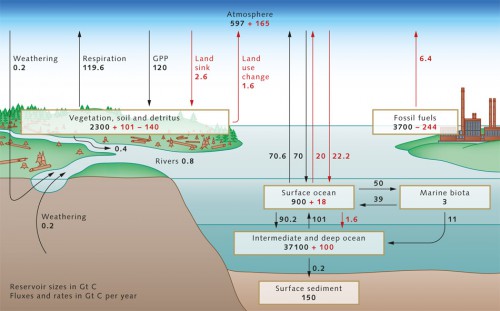 Atmosphere
597 + 165
Weathering
0.2
Respiration
119.6
GPP
120
Land
sink
2.6
Land
use
change
1.6
6.4
Vegetation, soil and detritus
2300 + 101 – 140
Fossil fuels
3700 – 244
0.4
Rivers 0.8
70.6
70
20
22.2
Surface ocean
900 + 18
50
39
Marine biota
3
Weathering
0.2
90.2
101
1.6
11
Intermediate and deep ocean
37100 + 100
0.2
Surface sediment
150
Reservoir sizes in Gt C
Fluxes and rates in Gt C per year